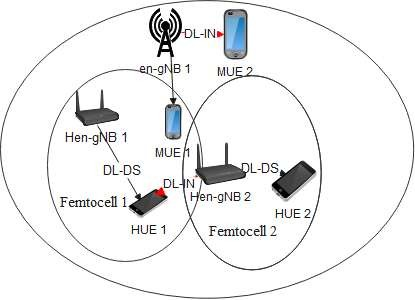 DL-IN
en-gNB 1
MUE 2
Hen-gNB 1
MUE 1
DL-DS
DL-IN
DL-DS
Femtocell 1
Hen-gNB 2
HUE 1
HUE 2
Femtocell 2